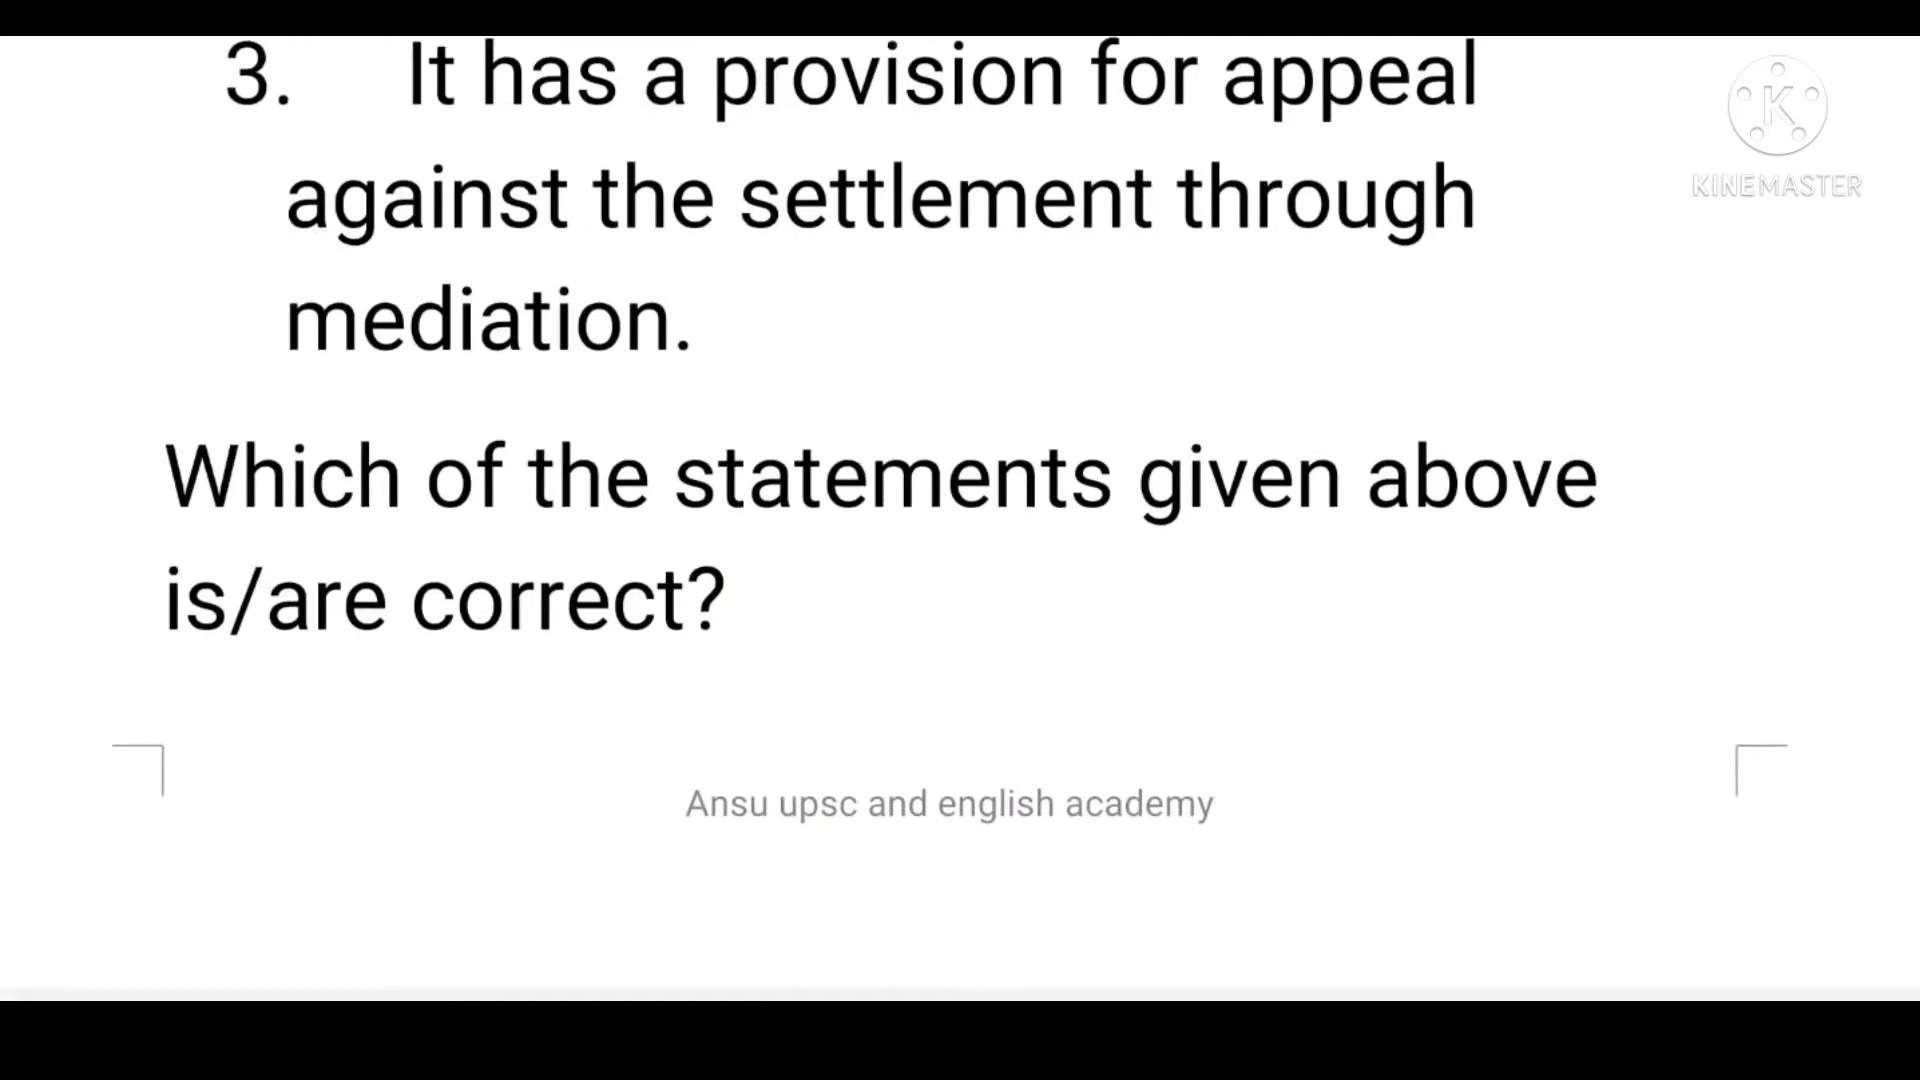 3. It has a provision for appeal
against the settlement through
mediation.
Which of the statements given above
is/are correct?
Ansu upsc and english academy
K
KINEMASTER